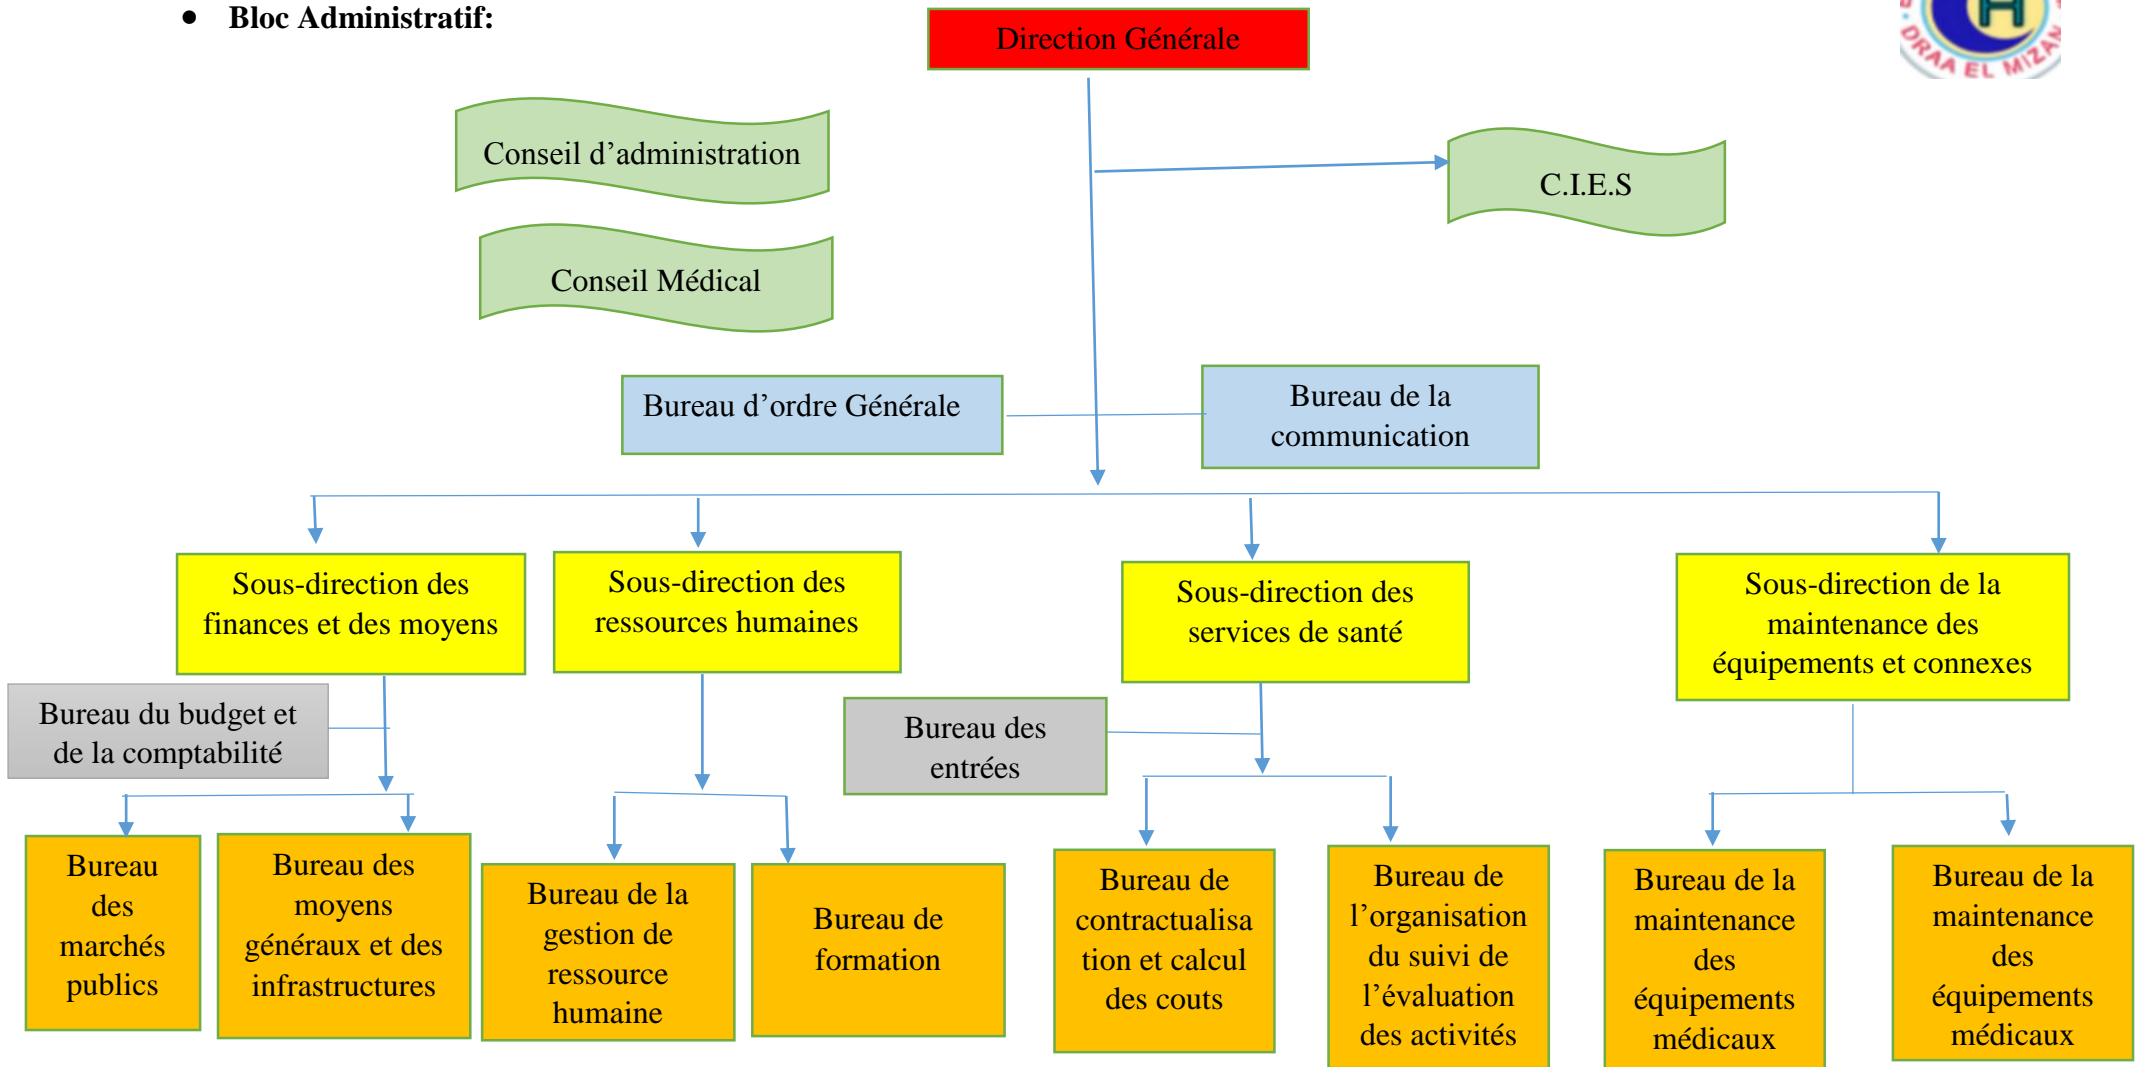 • Bloc Administratif:
Direction Générale
H
DRAA EL MIZAN
Conseil d’administration
C.I.E.S
Conseil Médical
Bureau d’ordre Générale
Bureau de la
communication
Sous-direction des
finances et des moyens
Sous-direction des
ressources humaines
Sous-direction des
services de santé
Sous-direction de la
maintenance des
équipements et connexes
Bureau du budget et
de la comptabilité
Bureau des
entrées
Bureau
des
marchés
publics
Bureau des
moyens
généraux et des
infrastructures
Bureau de la
gestion de
ressource
humaine
Bureau de
formation
Bureau de
contractualisa
tion et calcul
des couts
Bureau de
l’organisation
du suivi de
l’évaluation
des activités
Bureau de la
maintenance
des
équipements
médicaux
Bureau de la
maintenance
des
équipements
médicaux